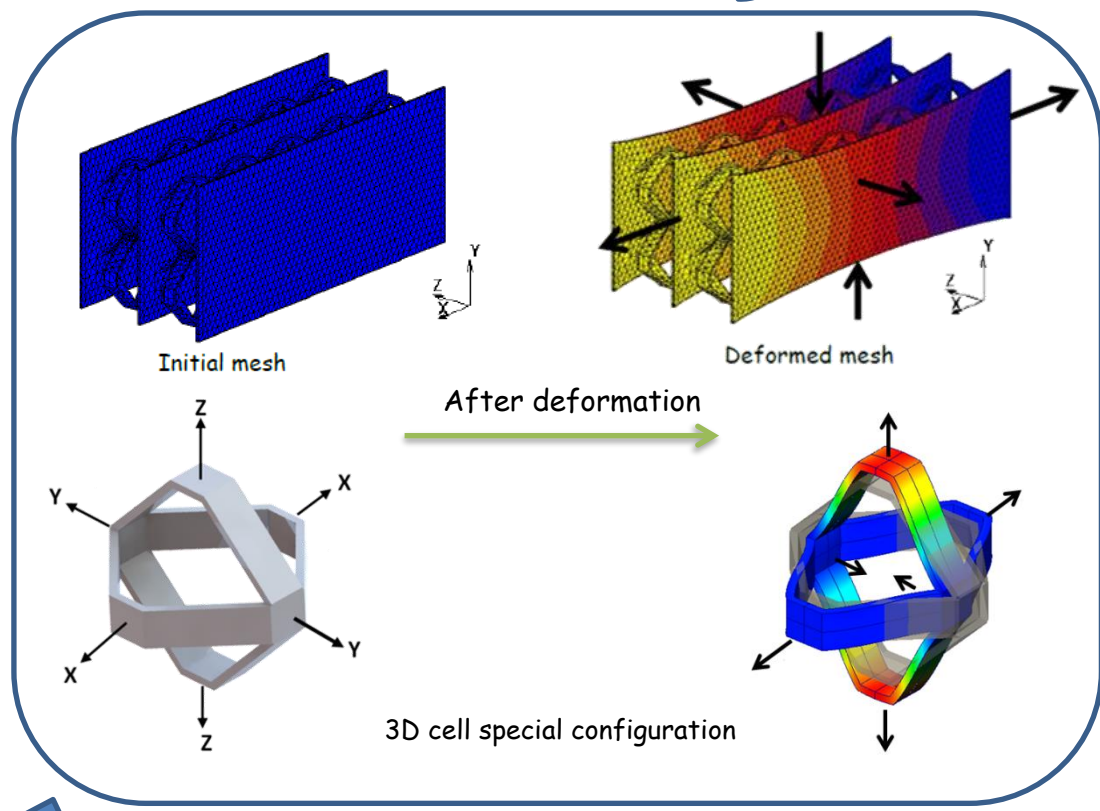 Y
Z
X
Initial mesh
Y
Z
X
Deformed mesh
After deformation
Z
Y
X
X
Y
Z
3D cell special configuration